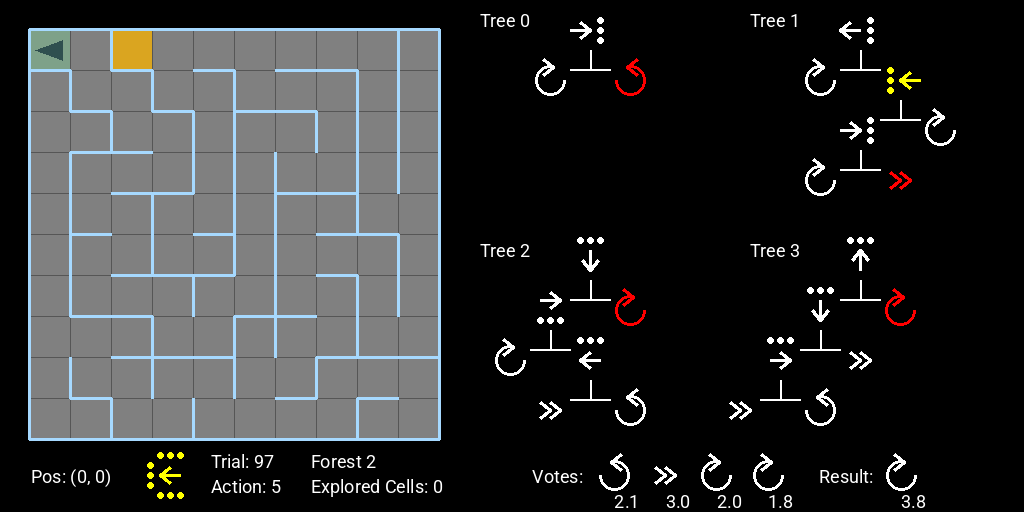 Tree 0
Tree 1
Tree 2
Tree 3
Pos: (0, 0)
Trial: 97
Forest 2
Action: 5
Explored Cells: 0
Votes:
Result:
2.1
3.0
2.0
1.8
3.8